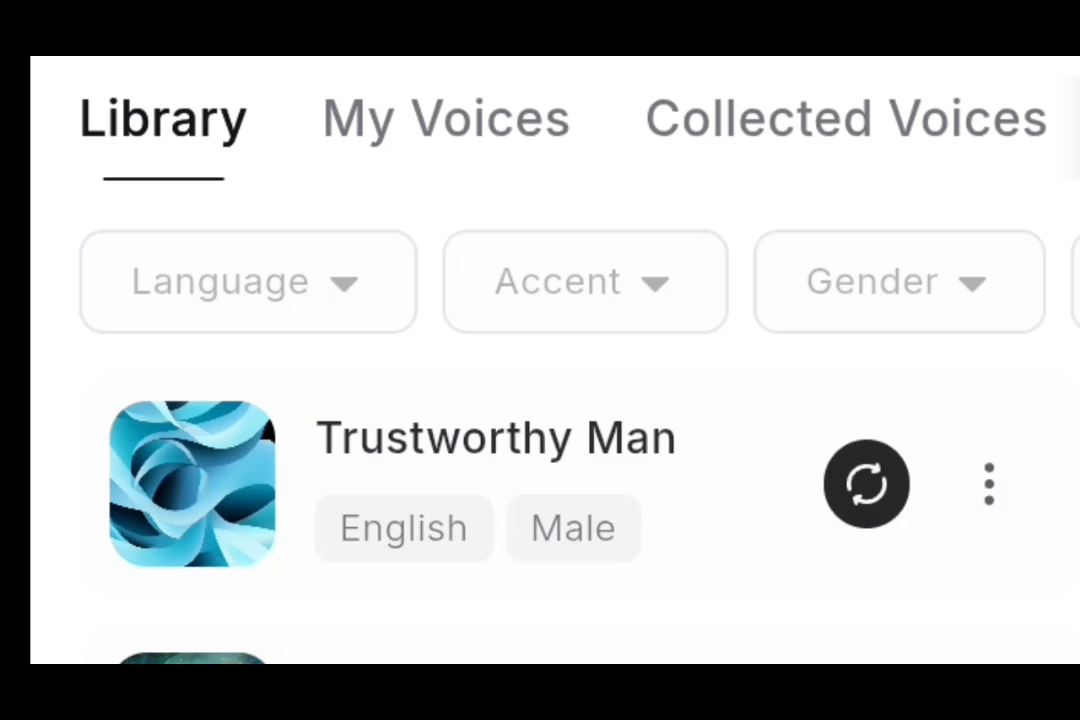 Library My Voices Collected Voices
Language Accent Gender
Trustworthy Man
English Male